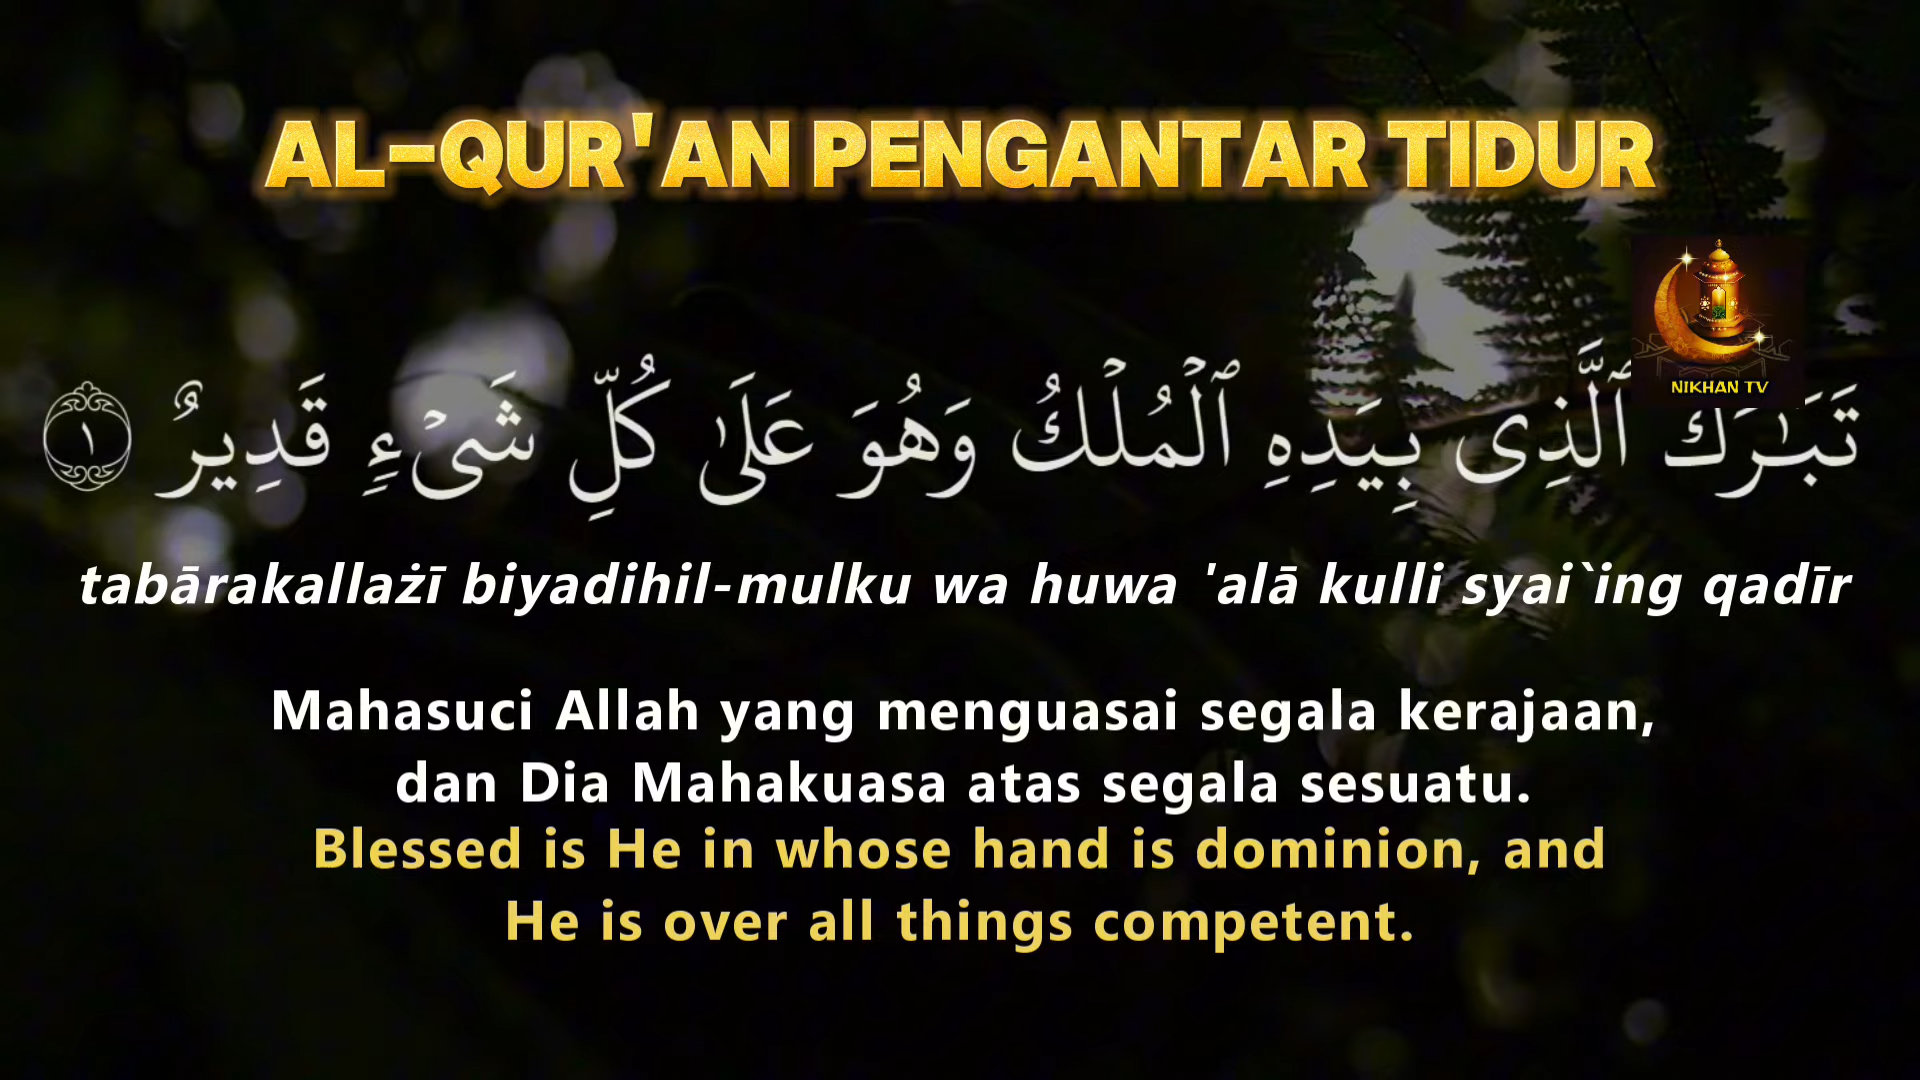 AL-QUR'AN PENGANTAR TIDUR
NIKHAN TV
تَبَـٰرَكَ ٱلَّذِى بِيَدِهِ ٱلْمُلْكُ وَهُوَ عَلَىٰ كُلِّ شَىْءٍ قَدِيرٌ ١
tabārakallażī biyadihil-mulku wa huwa 'alā kulli syai`ing qadīr
Mahasuci Allah yang menguasai segala kerajaan,
dan Dia Mahakuasa atas segala sesuatu.
Blessed is He in whose hand is dominion, and
He is over all things competent.